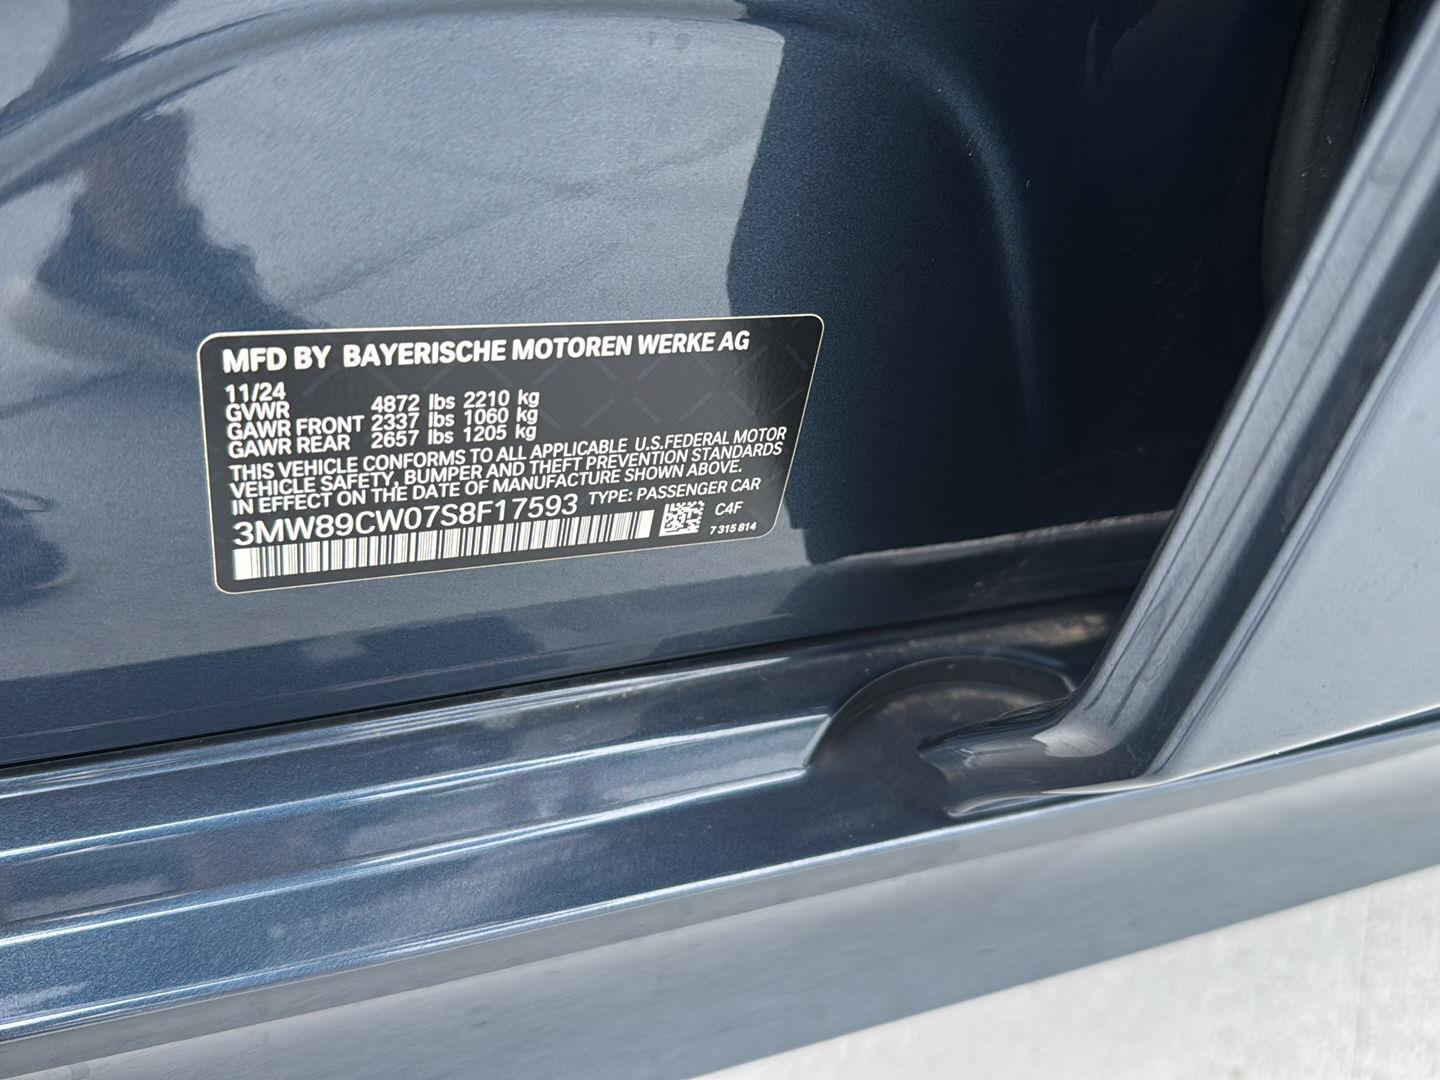 MFD BY BAYERISCHE MOTOREN WERKE AG
11/24
GVWR 4872 lbs 2210 kg
GAWR FRONT 2337 lbs 1060 kg
GAWR REAR 2657 lbs 1205 kg
THIS VEHICLE CONFORMS TO ALL APPLICABLE U.S.FEDERAL MOTOR
VEHICLE SAFETY, BUMPER AND THEFT PREVENTION STANDARDS
IN EFFECT ON THE DATE OF MANUFACTURE SHOWN ABOVE.
3MW89CW07S8F17593 TYPE: PASSENGER CAR
C4F
7 315 814